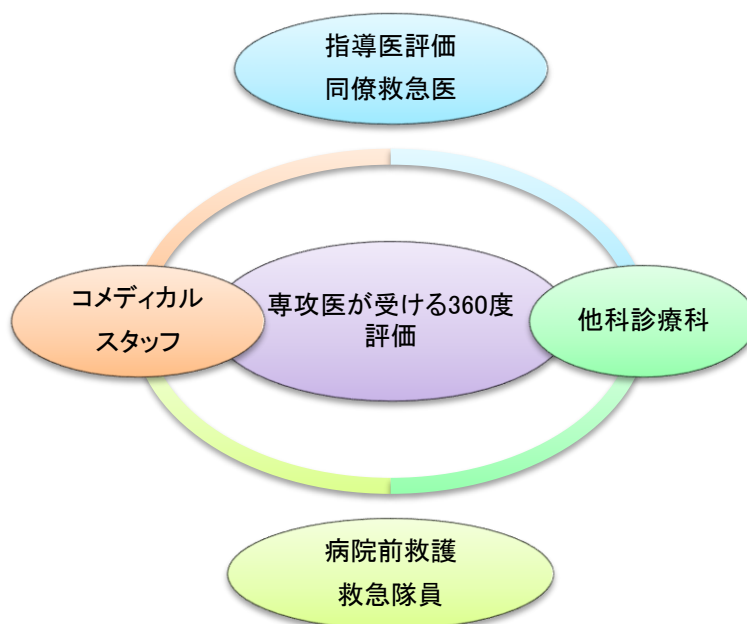 指導医評価
同僚救急医
コメディカル
スタッフ
専攻医が受ける360度
評価
他科診療科
病院前救護
救急隊員